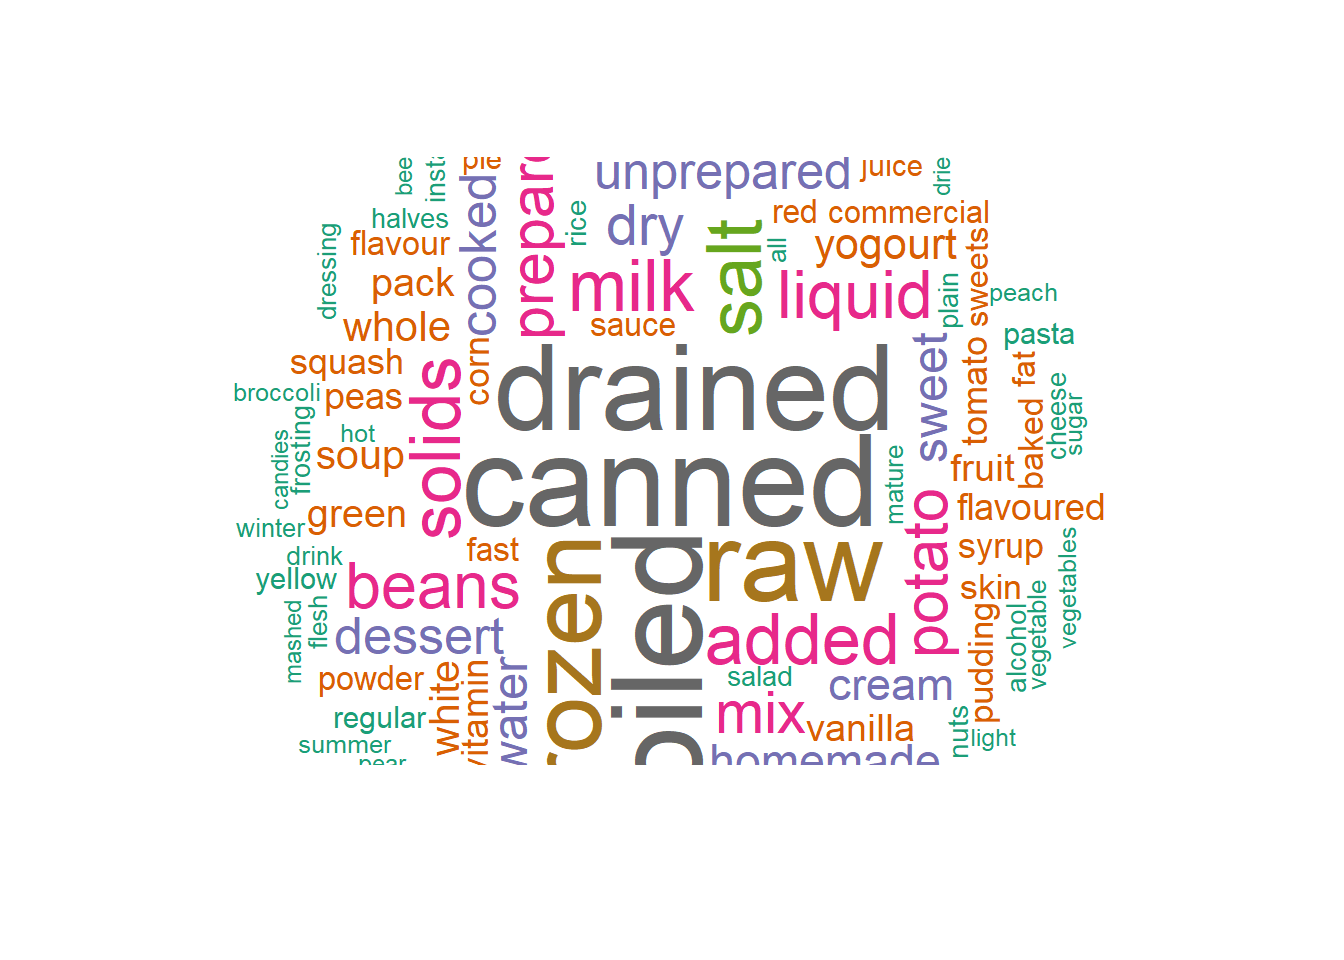 bee
inst
pie
cooked
prepar
unprepared
juice
drie
halves
rice
dry
salt
all
red
commercial
flavour
yogourt
sweets
dressing
pack
milk
liquid
plain
peach
whole
sauce
pasta
squash
corn
drained
sweet
tomato
fat
broccoli
peas
solids
baked
cheese
sugar
hot
candies
frosting
soup
canned
mature
fruit
winter
green
potato
flavoured
drink
fast
rozen
oiled
raw
syrup
vegetables
yellow
beans
skin
mashed
flesh
dessert
added
pudding
alcohol
vegetable
powder
white
vitamin
water
salad
cream
regular
mix
vanilla
nuts
light
summer
homemade
pear